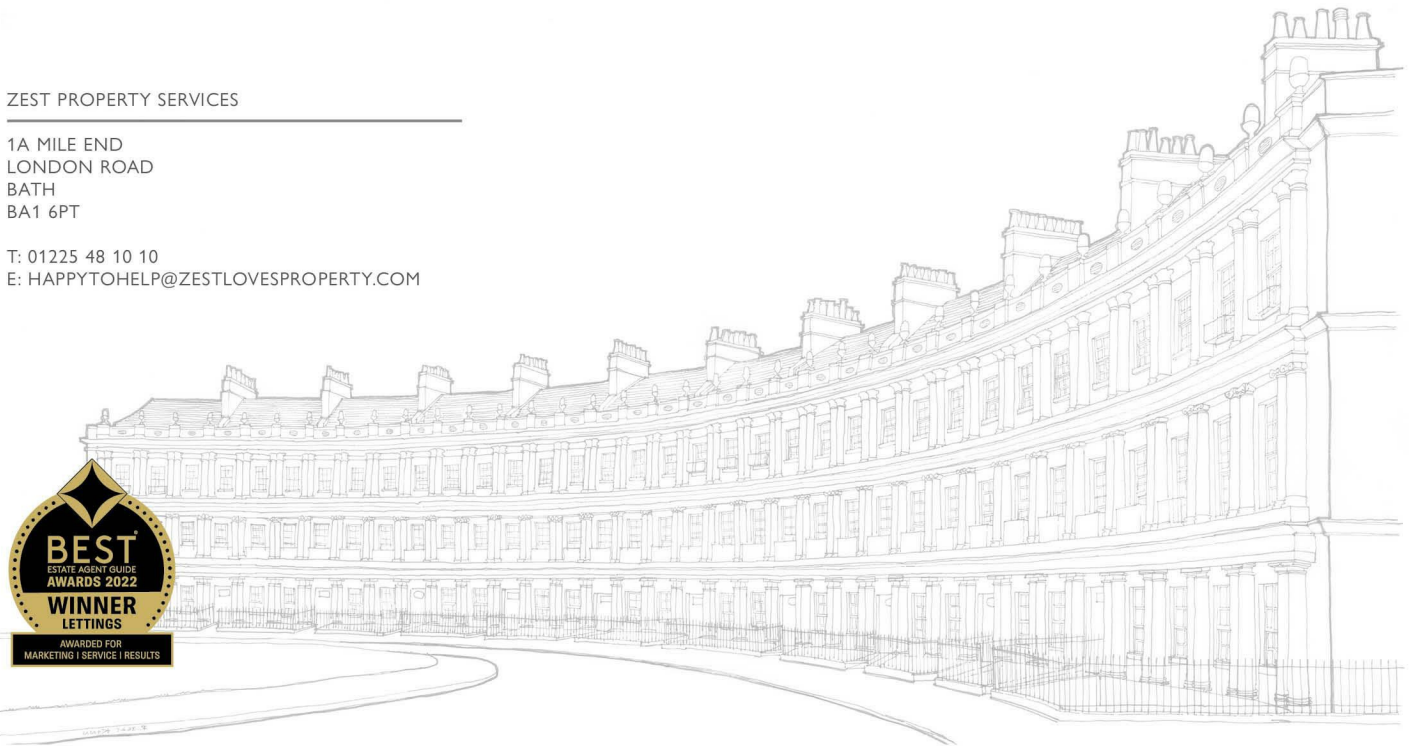 ZEST PROPERTY SERVICES
1A MILE END
LONDON ROAD
BATH
BA1 6PT
T: 01225 48 10 10
E: HAPPYTOHELP@ZESTLOVESPROPERTY.COM
BEST
ESTATE AGENT GUIDE
AWARDS 2022
WINNER
LETTINGS
AWARDED FOR
MARKETING | SERVICE | RESULTS